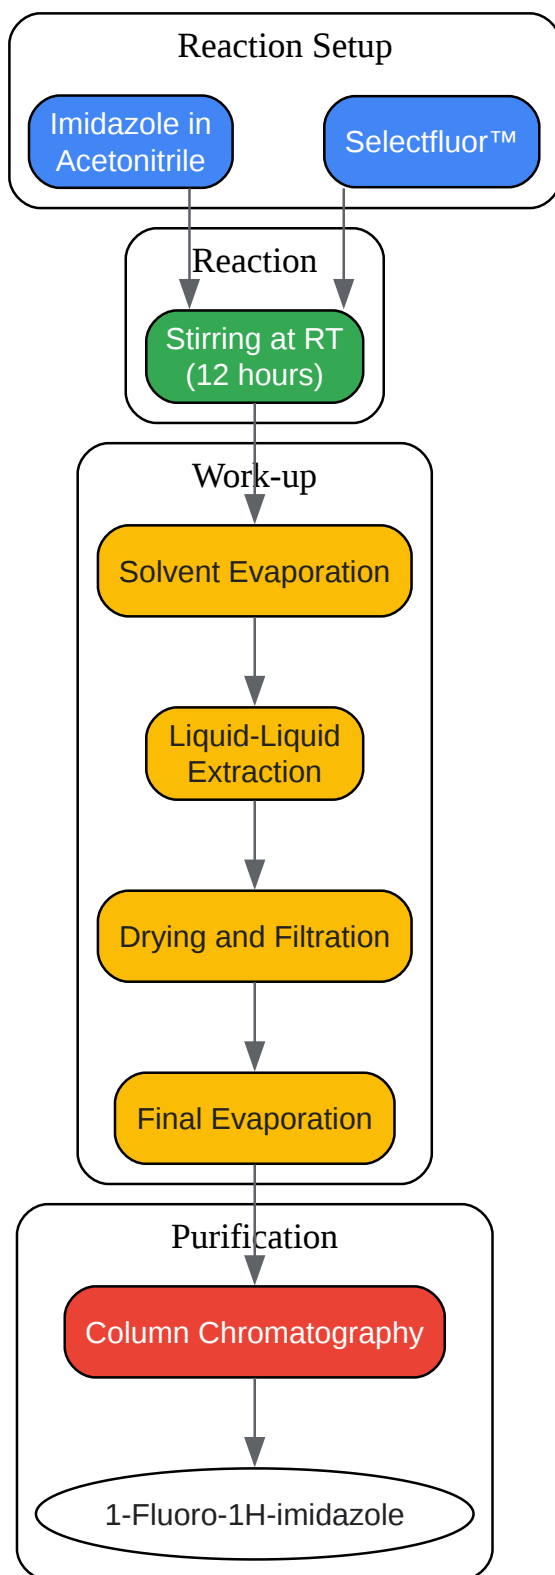 Reaction Setup
Imidazole in
Acetonitrile
Selectfluor™
Reaction
Stirring at RT
(12 hours)
Work-up
Solvent Evaporation
Liquid-Liquid
Extraction
Drying and Filtration
Final Evaporation
Purification
Column Chromatography
1-Fluoro-1H-imidazole